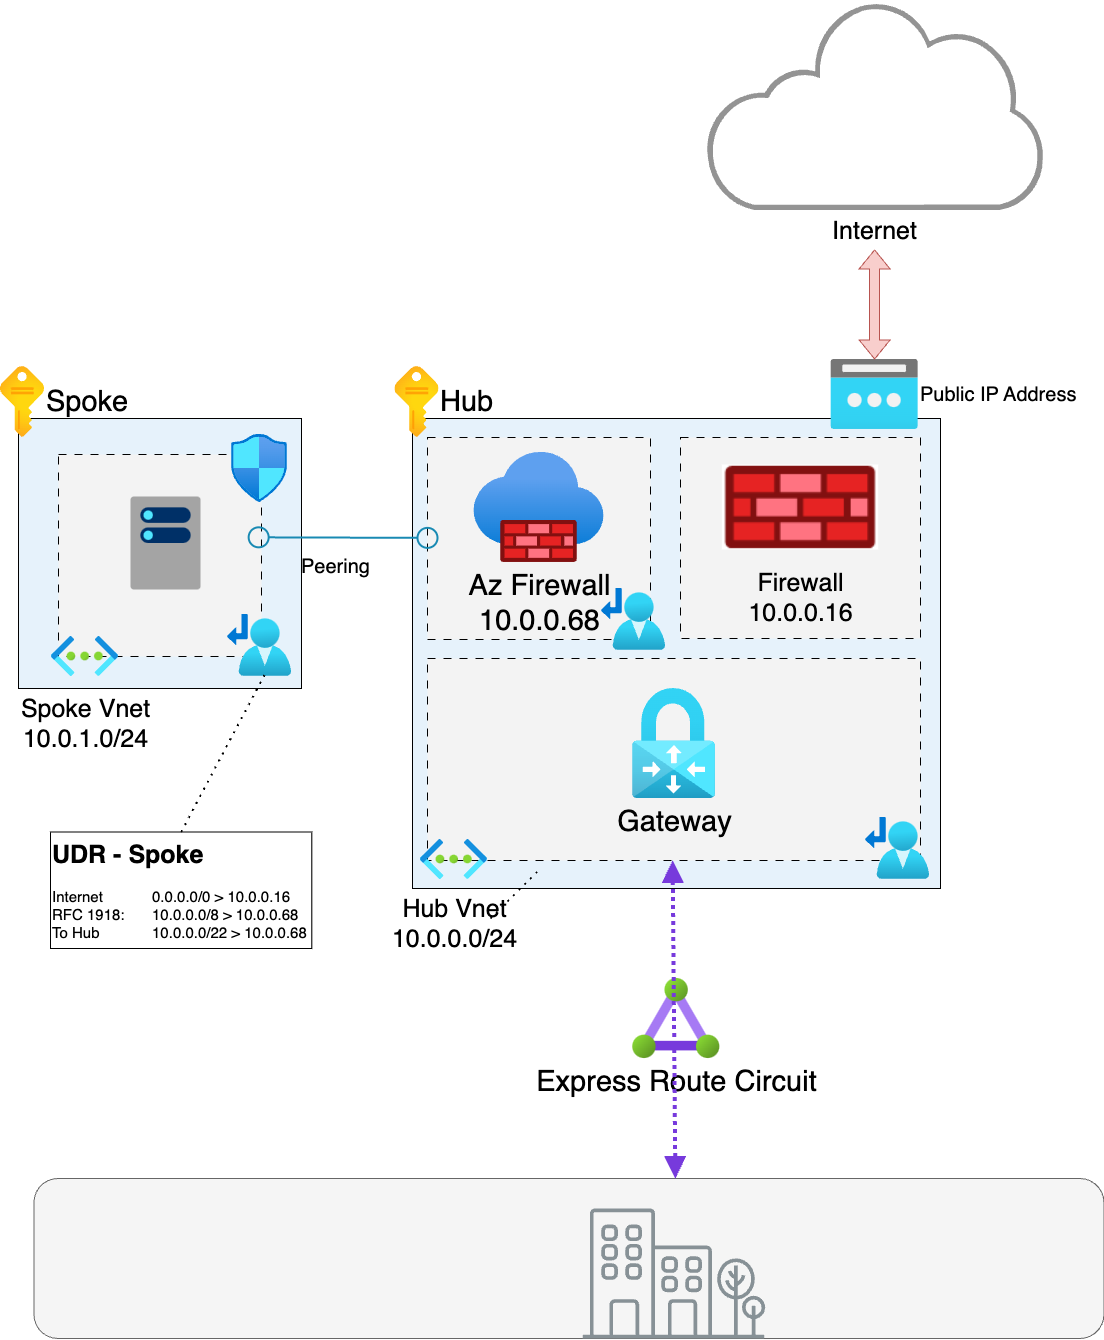 Internet
Public IP Address
Spoke
Hub
Az Firewall
10.0.0.68
Firewall
10.0.0.16
Peering
Spoke Vnet
10.0.1.0/24
Gateway
UDR - Spoke
Internet 0.0.0.0/0 > 10.0.0.16
RFC 1918: 10.0.0.0/8 > 10.0.0.68
To Hub 10.0.0.0/22 > 10.0.0.68
Hub Vnet
10.0.0.0/24
Express Route Circuit